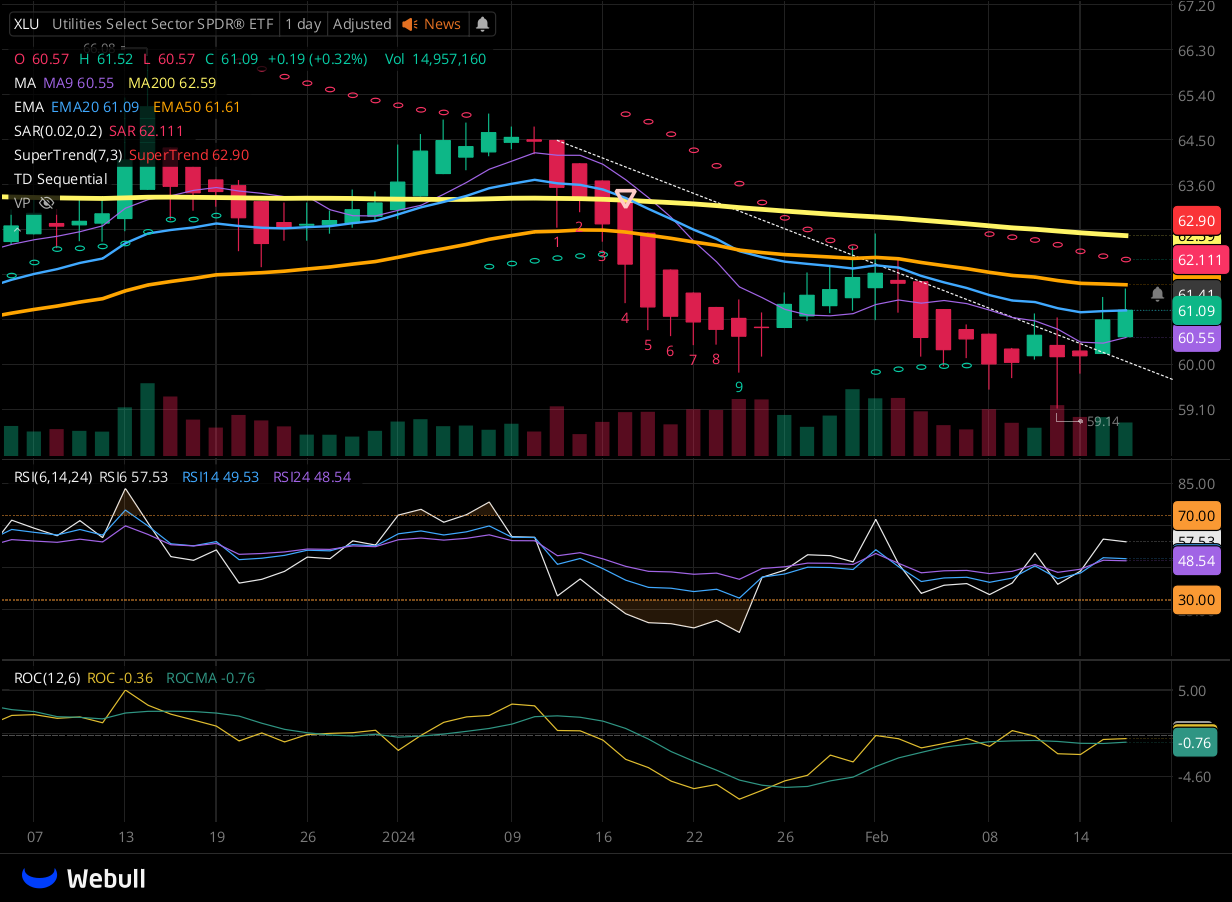 XLU Utilities Select Sector SPDR® ETF 1 day Adjusted News
66.08
O 60.57 H 61.52 L 60.57 C 61.09 +0.19 (+0.32%) Vol 14,957,160
MA MA9 60.55 MA200 62.59
EMA EMA20 61.09 EMA50 61.61
SAR(0.02,0.2) SAR 62.111
SuperTrend(7,3) SuperTrend 62.90
TD Sequential
VP
67.20
66.30
65.40
64.50
63.60
62.90
62.59
62.111
61.41
61.09
60.55
60.00
59.10
1
2
3
4
5
6
7
8
9
59.14
RSI(6,14,24) RSI6 57.53 RSI14 49.53 RSI24 48.54
85.00
70.00
57.53
48.54
30.00
ROC(12,6) ROC -0.36 ROCMA -0.76
5.00
-0.76
-4.60
07 13 19 26 2024 09 16 22 26 Feb 08 14
Webull